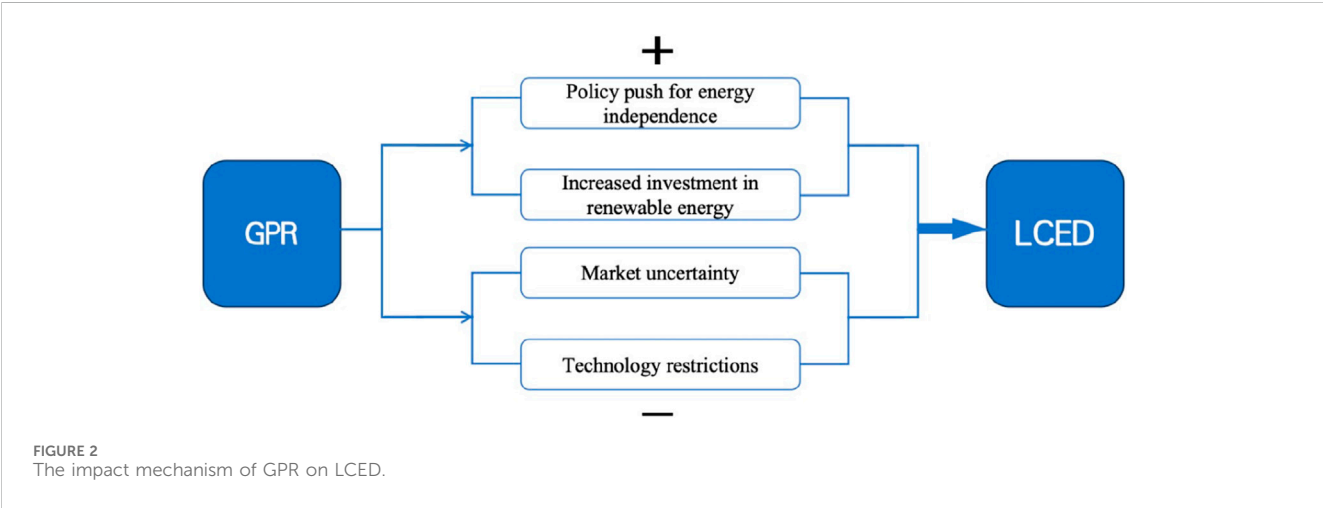 +
Policy push for energy
independence
Increased investment in
renewable energy
GPR
LCED
Market uncertainty
Technology restrictions
—
FIGURE 2
The impact mechanism of GPR on LCED.